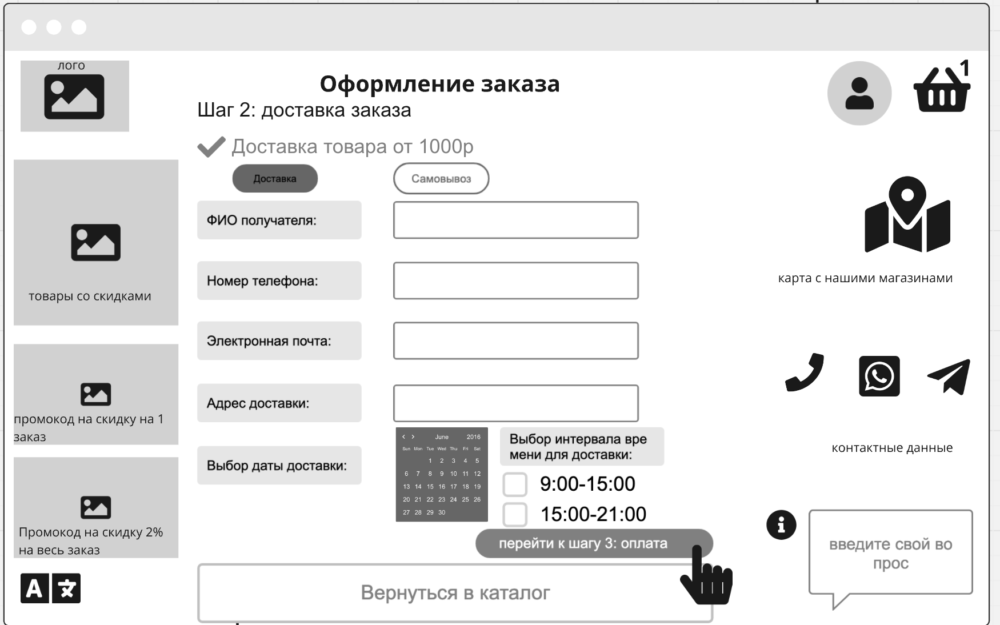 лого
1
Оформление заказа
Шаг 2: доставка заказа
Доставка товара от 1000р
Доставка
Самовывоз
ФИО получателя:
Номер телефона:
Электронная почта:
Адрес доставки:
Выбор даты доставки:
June 2016
Sun Mon Tue Wed Thu Fri Sat
1 2 3 4 5
6 7 8 9 10 11 12
13 14 15 16 17 18 19
20 21 22 23 24 25 26
27 28 29 30
Выбор интервала вре
мени для доставки:
9:00-15:00
15:00-21:00
перейти к шагу 3: оплата
Вернуться в каталог
товары со скидками
промокод на скидку на 1
заказ
Промокод на скидку 2%
на весь заказ
A 文
карта с нашими магазинами
контактные данные
введите свой во
прос